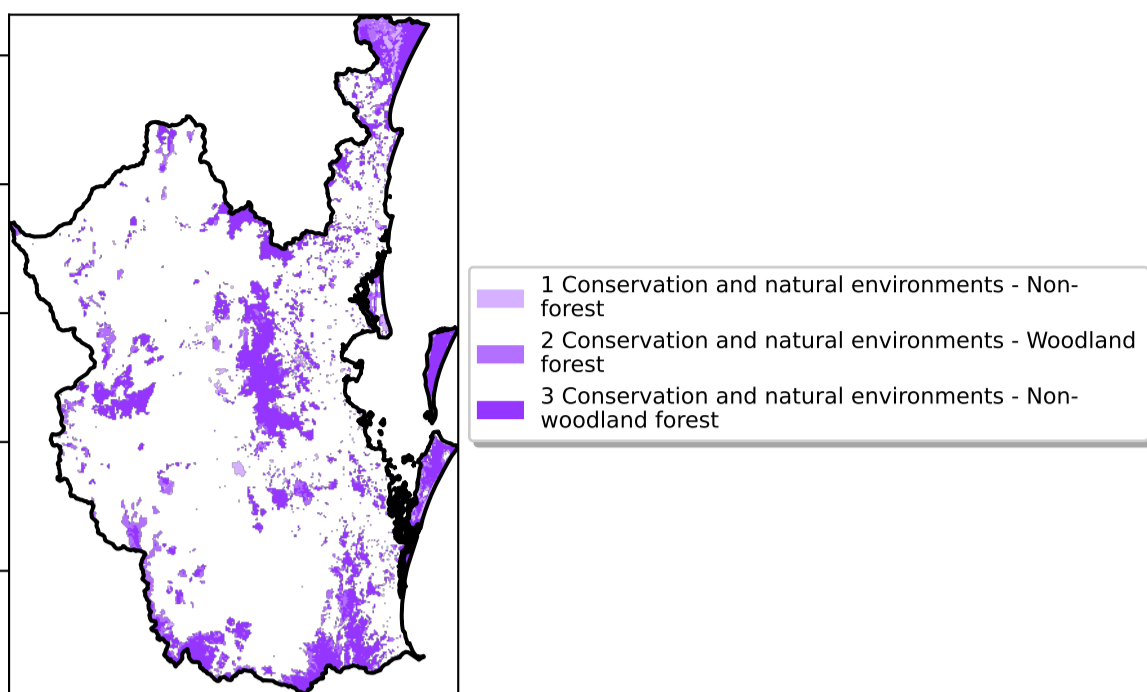 1 Conservation and natural environments - Non-
forest
2 Conservation and natural environments - Woodland
forest
3 Conservation and natural environments - Non-
woodland forest